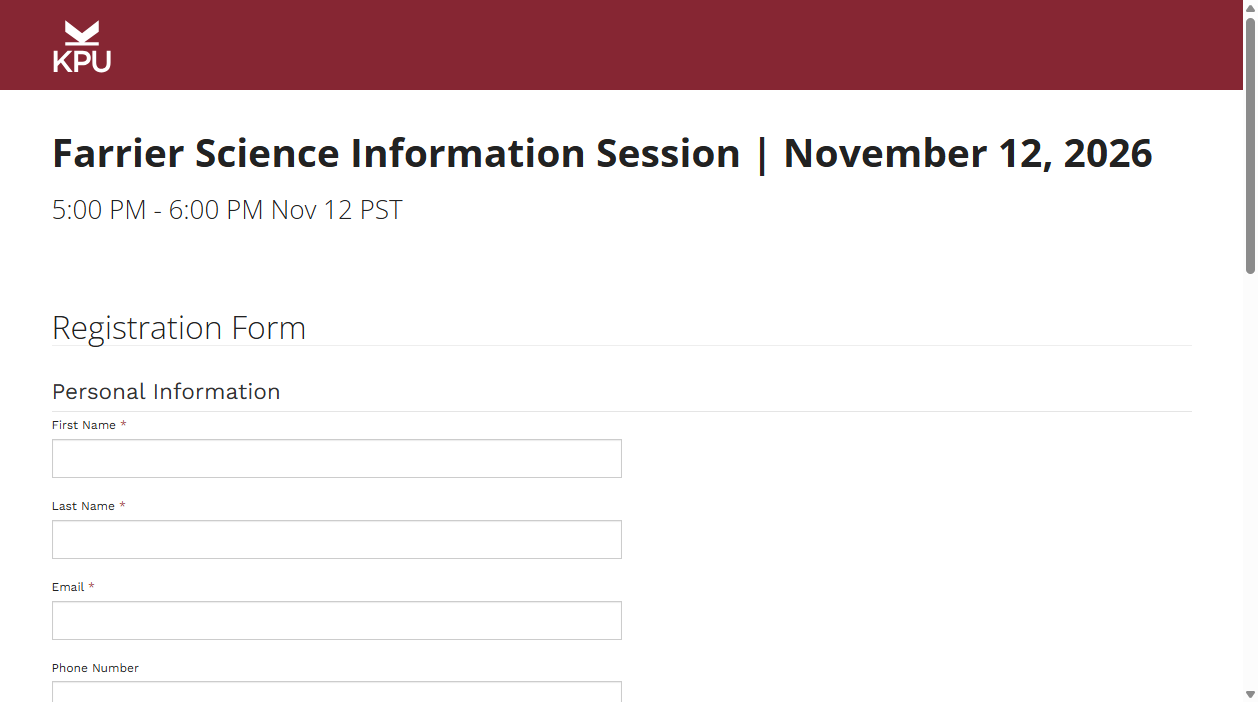 KPU
Farrier Science Information Session | November 12, 2026
5:00 PM - 6:00 PM Nov 12 PST
Registration Form
Personal Information
First Name *
Last Name *
Email *
Phone Number